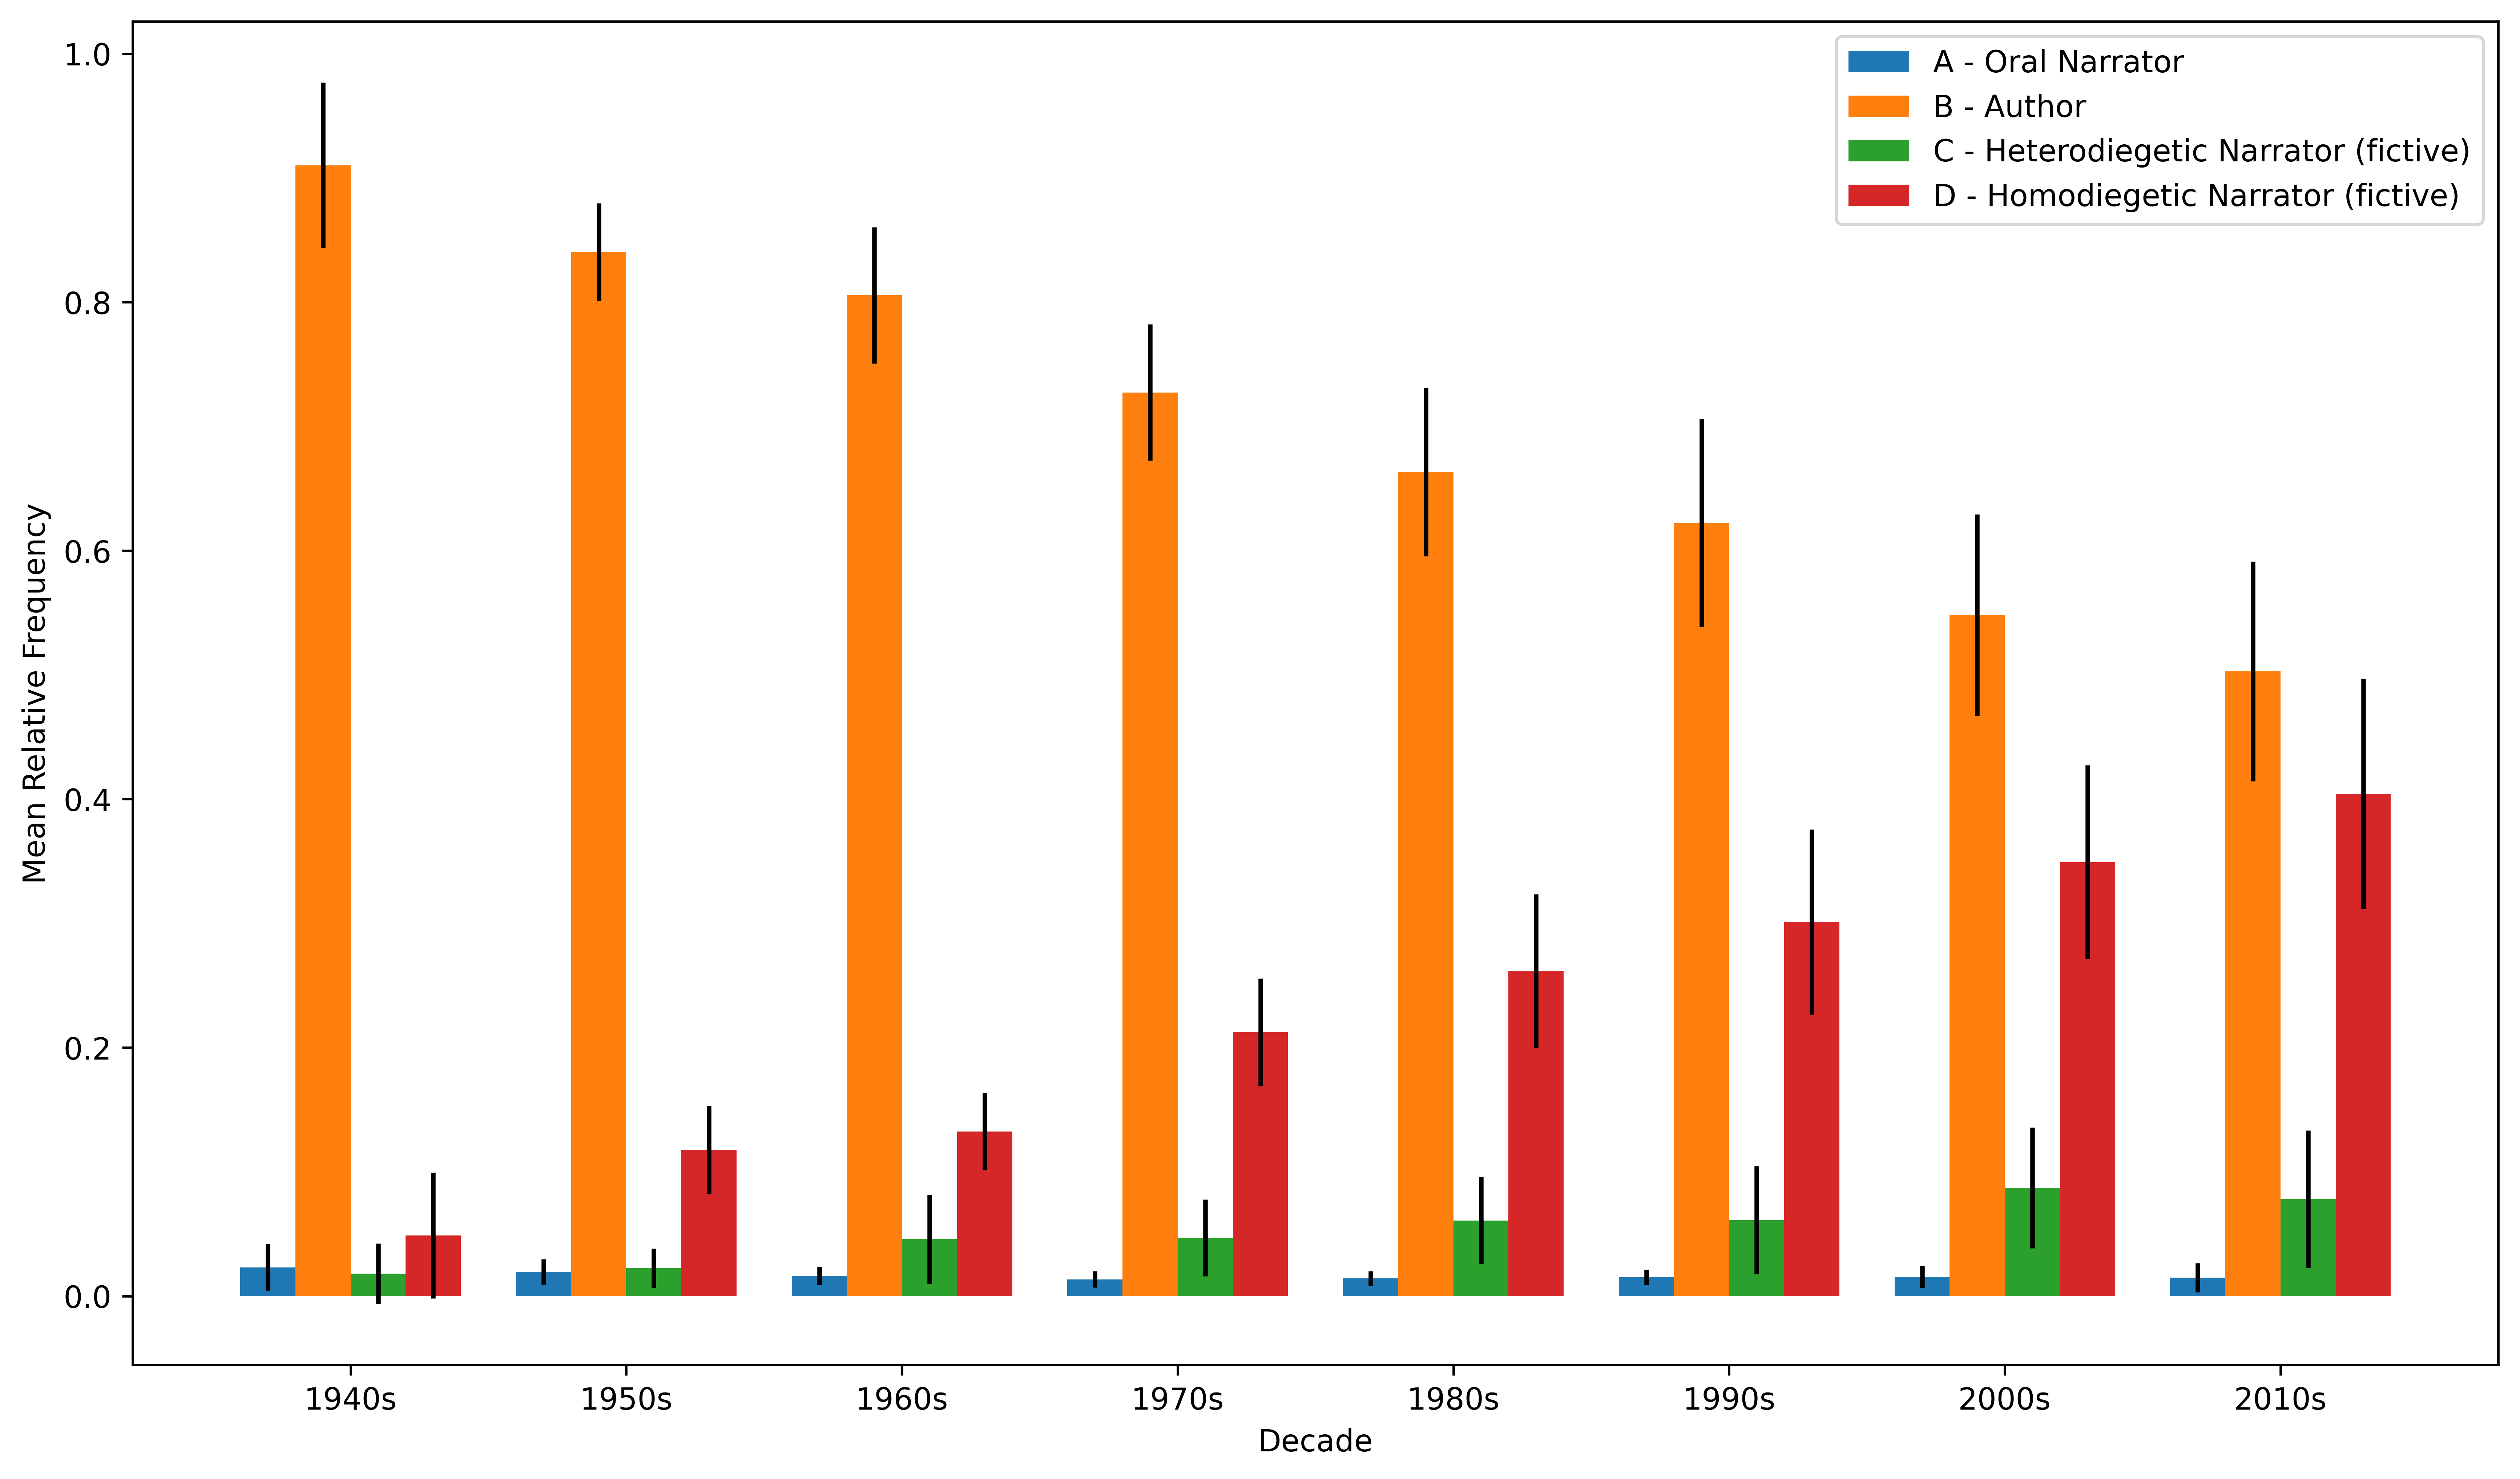 A - Oral Narrator
B - Author
C - Heterodiegetic Narrator (fictive)
D - Homodiegetic Narrator (fictive)
Mean Relative Frequency
1.0
0.8
0.6
0.4
0.2
0.0
1940s 1950s 1960s 1970s 1980s 1990s 2000s 2010s
Decade